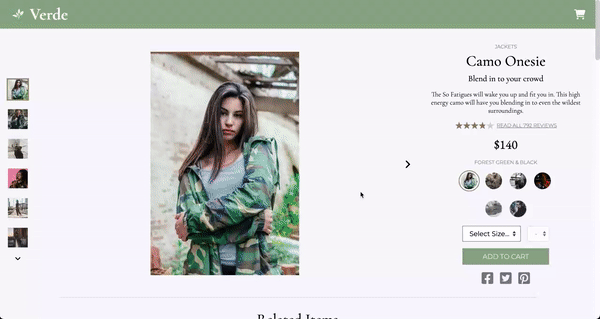 Verde
JACKETS
Camo Onesie
Blend in to your crowd
The So Fatigues will wake you up and fit you in. This high
energy camo will have you blending in to even the wildest
surroundings.
READ ALL 792 REVIEWS
$140
FOREST GREEN & BLACK
Select Size...
-
ADD TO CART
Related Items